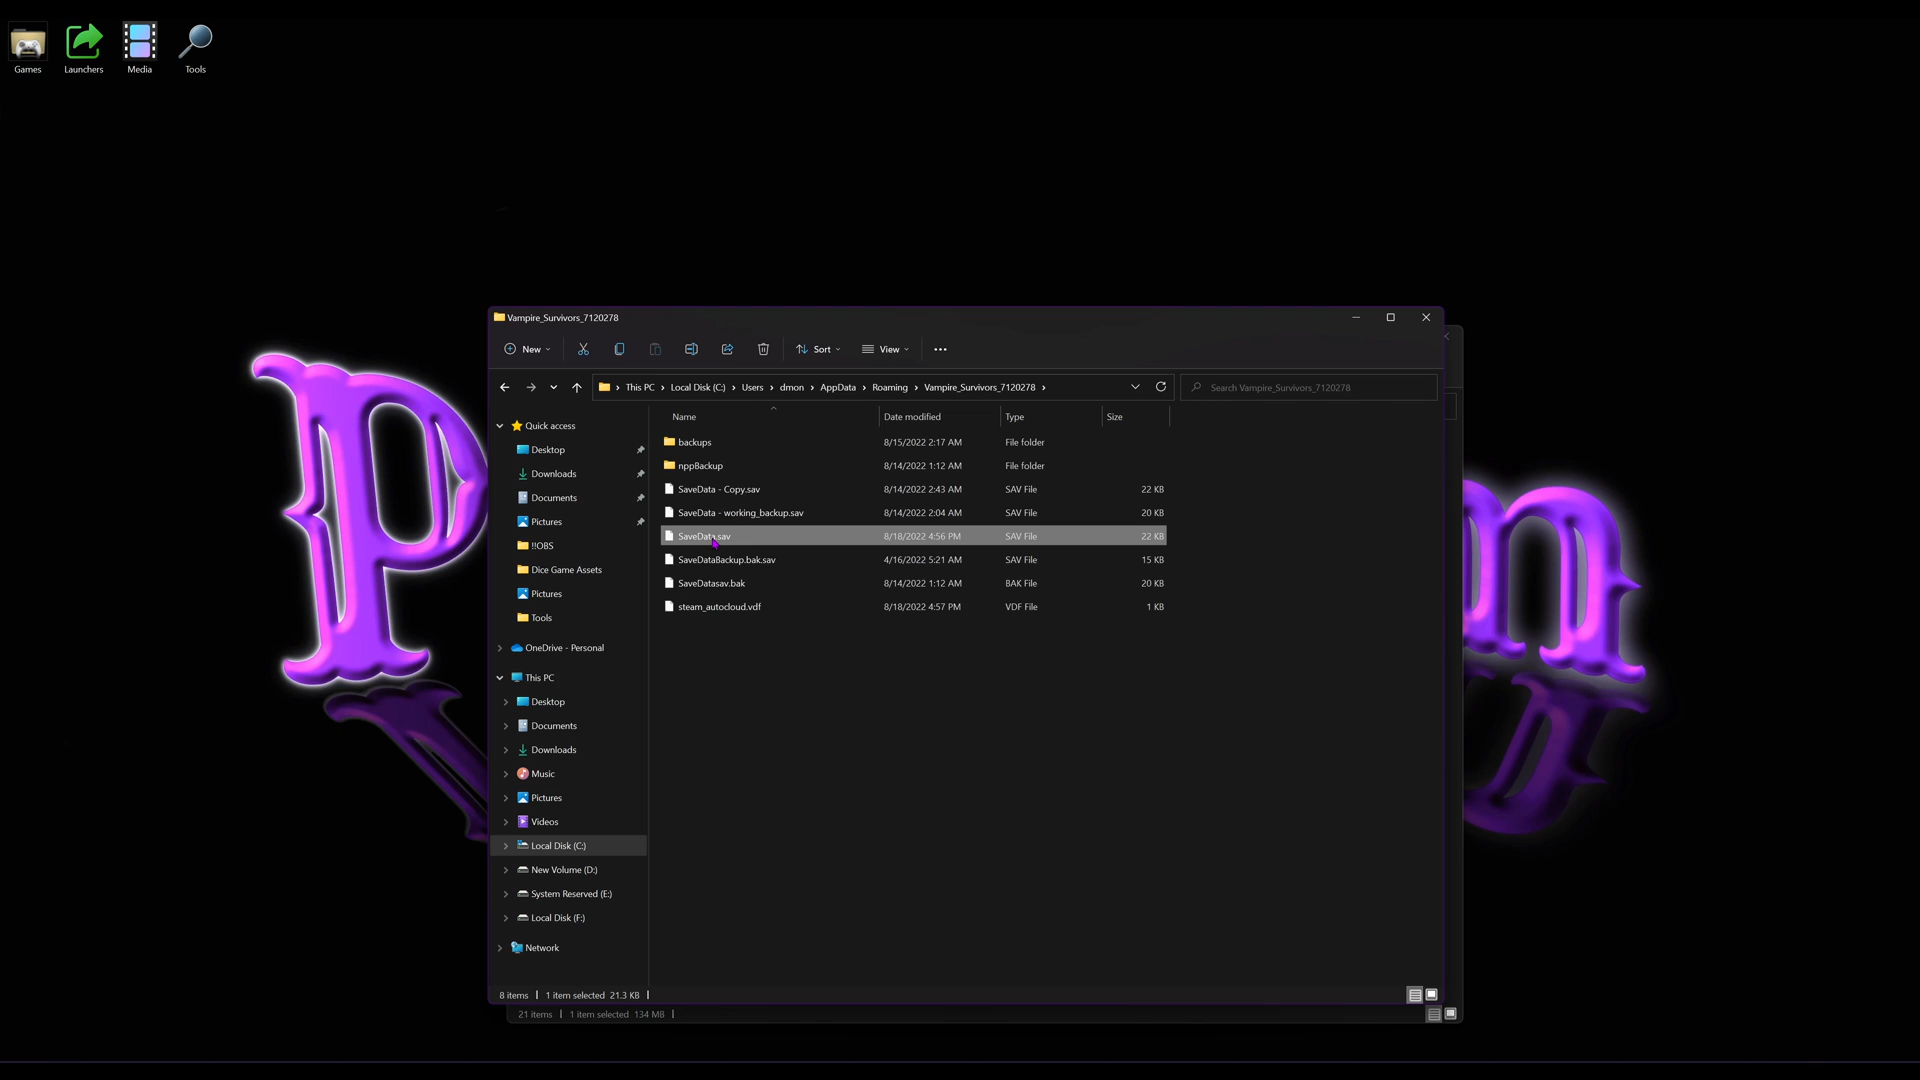 Games
Launchers
Media
Tools
P
m
Vampire_Survivors_7120278
New
Sort
View
This PC
Local Disk (C:)
Users
dmon
AppData
Roaming
Vampire_Survivors_7120278
Search Vampire_Survivors_7120278
Name
Date modified
Type
Size
Quick access
Desktop
Downloads
Documents
Pictures
!!OBS
Dice Game Assets
Pictures
Tools
OneDrive - Personal
This PC
Desktop
Documents
Downloads
Music
Pictures
Videos
Local Disk (C:)
New Volume (D:)
System Reserved (E:)
Local Disk (F:)
Network
backups 8/15/2022 2:17 AM File folder
nppBackup 8/14/2022 1:12 AM File folder
SaveData - Copy.sav 8/14/2022 2:43 AM SAV File 22 KB
SaveData - working_backup.sav 8/14/2022 2:04 AM SAV File 20 KB
SaveData.sav 8/18/2022 4:56 PM SAV File 22 KB
SaveDataBackup.bak.sav 4/16/2022 5:21 AM SAV File 15 KB
SaveDatasav.bak 8/14/2022 1:12 AM BAK File 20 KB
steam_autocloud.vdf 8/18/2022 4:57 PM VDF File 1 KB
8 items 1 item selected 21.3 KB
21 items 1 item selected 134 MB